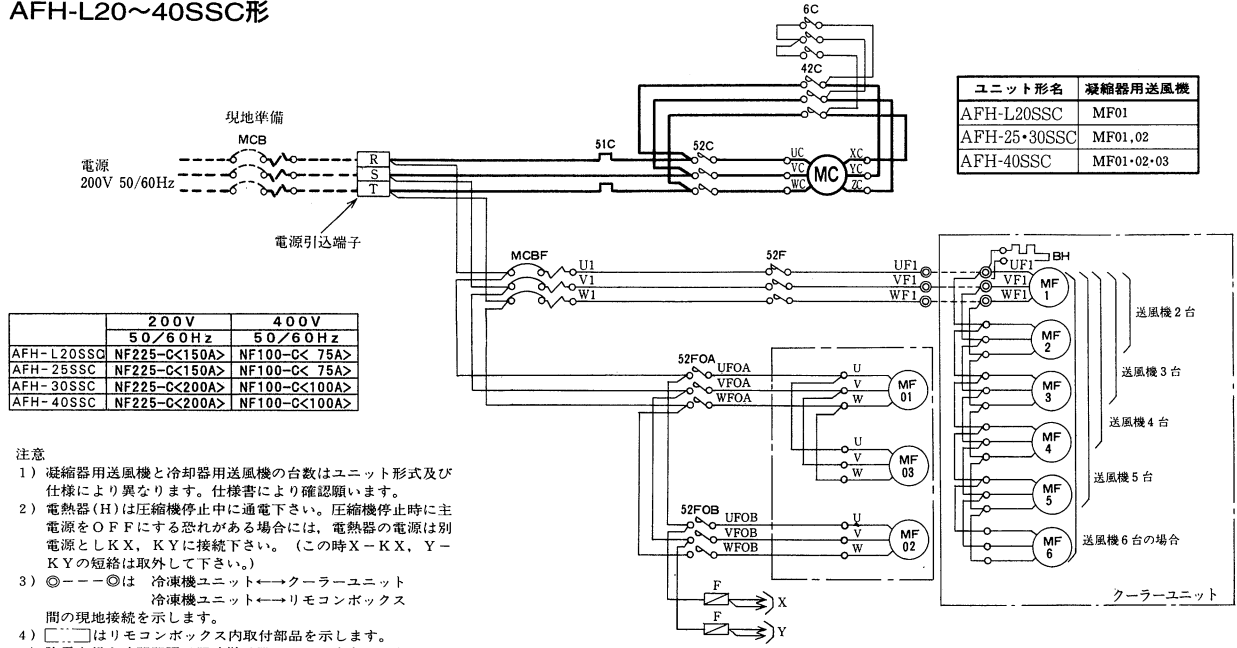 AFH-L20～40SSC形
6C
42C
現地準備
MCB
電源
200V 50/60Hz
R
S
T
電源引込端子
51C
52C
UC
VC
WC
MC
XC
YC
ZC
ユニット形名 凝縮器用送風機
AFH-L20SSC MF01
AFH-25・30SSC MF01,02
AFH-40SSC MF01・02・03
MCBF
U1
V1
W1
52F
UF1
VF1
WF1
BH
UF1
VF1
WF1
MF
1
MF
2
MF
3
MF
4
MF
5
MF
6
送風機2台
送風機3台
送風機4台
送風機5台
送風機6台の場合
クーラーユニット
200V 400V
50/60Hz 50/60Hz
AFH-L20SSC NF225-C<150A> NF100-C< 75A>
AFH-25SSC NF225-C<150A> NF100-C< 75A>
AFH-30SSC NF225-C<200A> NF100-C<100A>
AFH-40SSC NF225-C<200A> NF100-C<100A>
52FOA
UFOA
VFOA
WFOA
U
V
W
MF
01
U
V
W
MF
03
52FOB
UFOB
VFOB
WFOB
U
V
W
MF
02
F
X
F
Y
注意
1) 凝縮器用送風機と冷却器用送風機の台数はユニット形式及び
仕様により異なります。仕様書により確認願います。
2) 電熱器(H)は圧縮機停止中に通電下さい。圧縮機停止時に主
電源をOFFにする恐れがある場合には，電熱器の電源は別
電源としKX，KYに接続下さい。（この時X－KX，Y－
KYの短絡は取外して下さい。）
3) ◎---◎は 冷凍機ユニット←→クーラーユニット
冷凍機ユニット←→リモコンボックス
間の現地接続を示します。
4) はリモコンボックス内取付部品を示します。